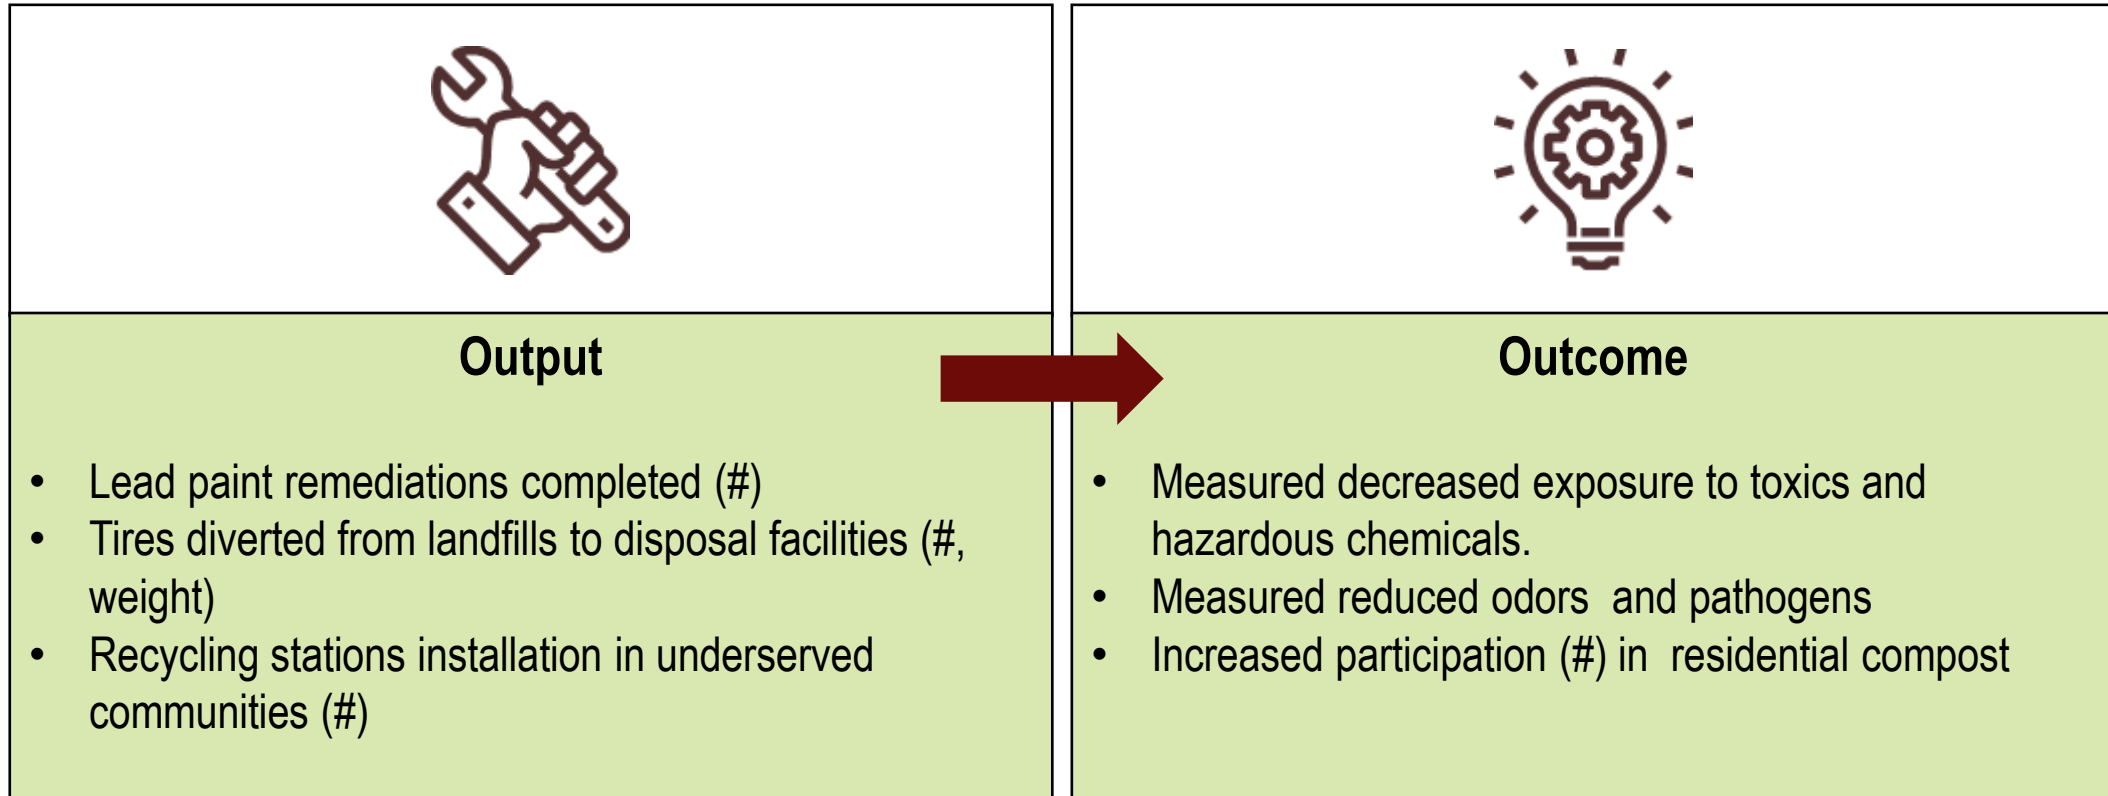 Output
• Lead paint remediations completed (#)
• Tires diverted from landfills to disposal facilities (#,
weight)
• Recycling stations installation in underserved
communities (#)
Outcome
• Measured decreased exposure to toxics and
hazardous chemicals.
• Measured reduced odors  and pathogens
• Increased participation (#) in  residential compost